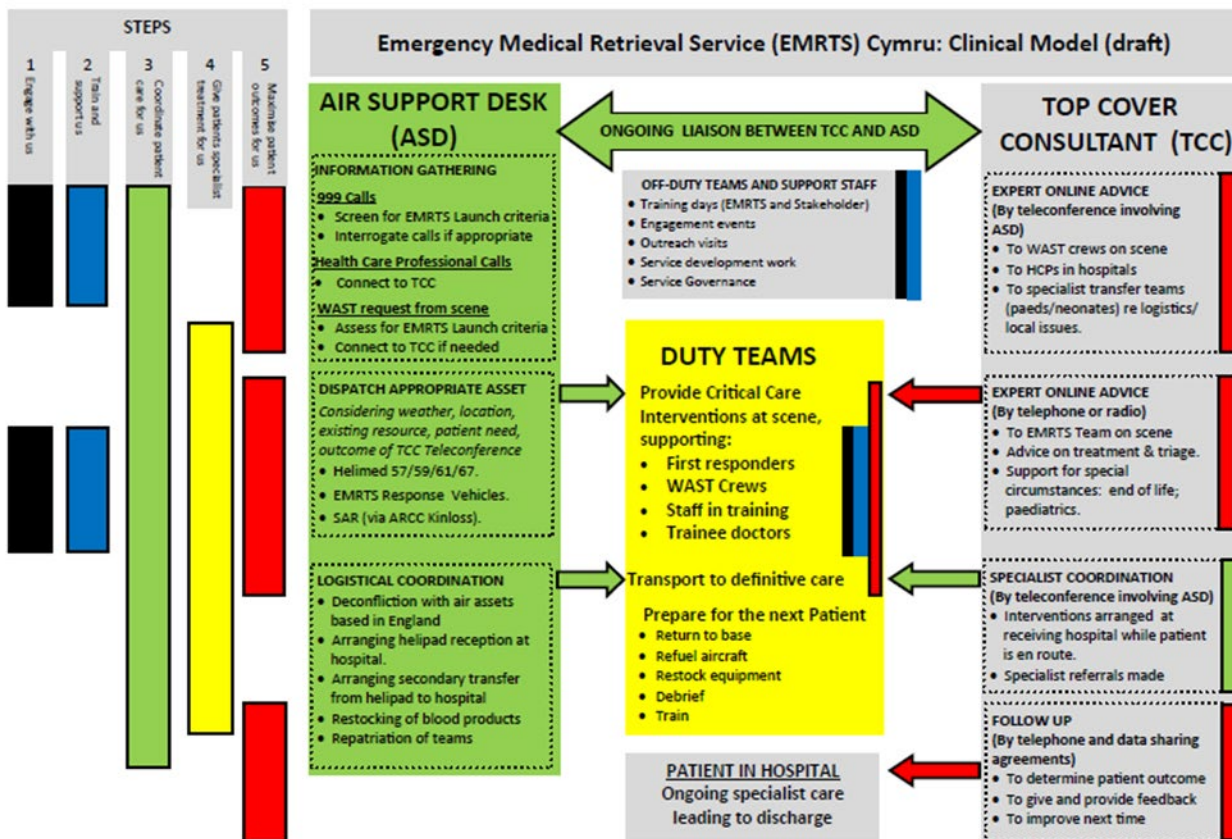 STEPS
1
2
3
4
5
Engage with us
Train and
support us
Coordinate patient
care for us
Give patients specialist
treatment for us
Maximise patient
outcomes for us
Emergency Medical Retrieval Service (EMRTS) Cymru: Clinical Model (draft)
AIR SUPPORT DESK
(ASD)
INFORMATION GATHERING
999 Calls
• Screen for EMRTS Launch criteria
• Interrogate calls if appropriate
Health Care Professional Calls
• Connect to TCC
WAST request from scene
• Assess for EMRTS Launch criteria
• Connect to TCC if needed
DISPATCH APPROPRIATE ASSET
Considering weather, location,
existing resource, patient need,
outcome of TCC Teleconference
• Helimed 57/59/61/67.
• EMRTS Response Vehicles.
• SAR (via ARCC Kinloss).
LOGISTICAL COORDINATION
• Deconfliction with air assets
based in England
• Arranging helipad reception at
hospital.
• Arranging secondary transfer
from helipad to hospital
• Restocking of blood products
• Repatriation of teams
ONGOING LIAISON BETWEEN TCC AND ASD
OFF-DUTY TEAMS AND SUPPORT STAFF
• Training days (EMRTS and Stakeholder)
• Engagement events
• Outreach visits
• Service development work
• Service Governance
DUTY TEAMS
Provide Critical Care
Interventions at scene,
supporting:
• First responders
• WAST Crews
• Staff in training
• Trainee doctors
Transport to definitive care
Prepare for the next Patient
• Return to base
• Refuel aircraft
• Restock equipment
• Debrief
• Train
PATIENT IN HOSPITAL
Ongoing specialist care
leading to discharge
TOP COVER
CONSULTANT (TCC)
EXPERT ONLINE ADVICE
(By teleconference involving
ASD)
• To WAST crews on scene
• To HCPs in hospitals
• To specialist transfer teams
(paeds/neonates) re logistics/
local issues.
EXPERT ONLINE ADVICE
(By telephone or radio)
• To EMRTS Team on scene
• Advice on treatment & triage.
• Support for special
circumstances: end of life;
paediatrics.
SPECIALIST COORDINATION
(By teleconference involving ASD)
• Interventions arranged at
receiving hospital while patient
is en route.
• Specialist referrals made
FOLLOW UP
(By telephone and data sharing
agreements)
• To determine patient outcome
• To give and provide feedback
• To improve next time